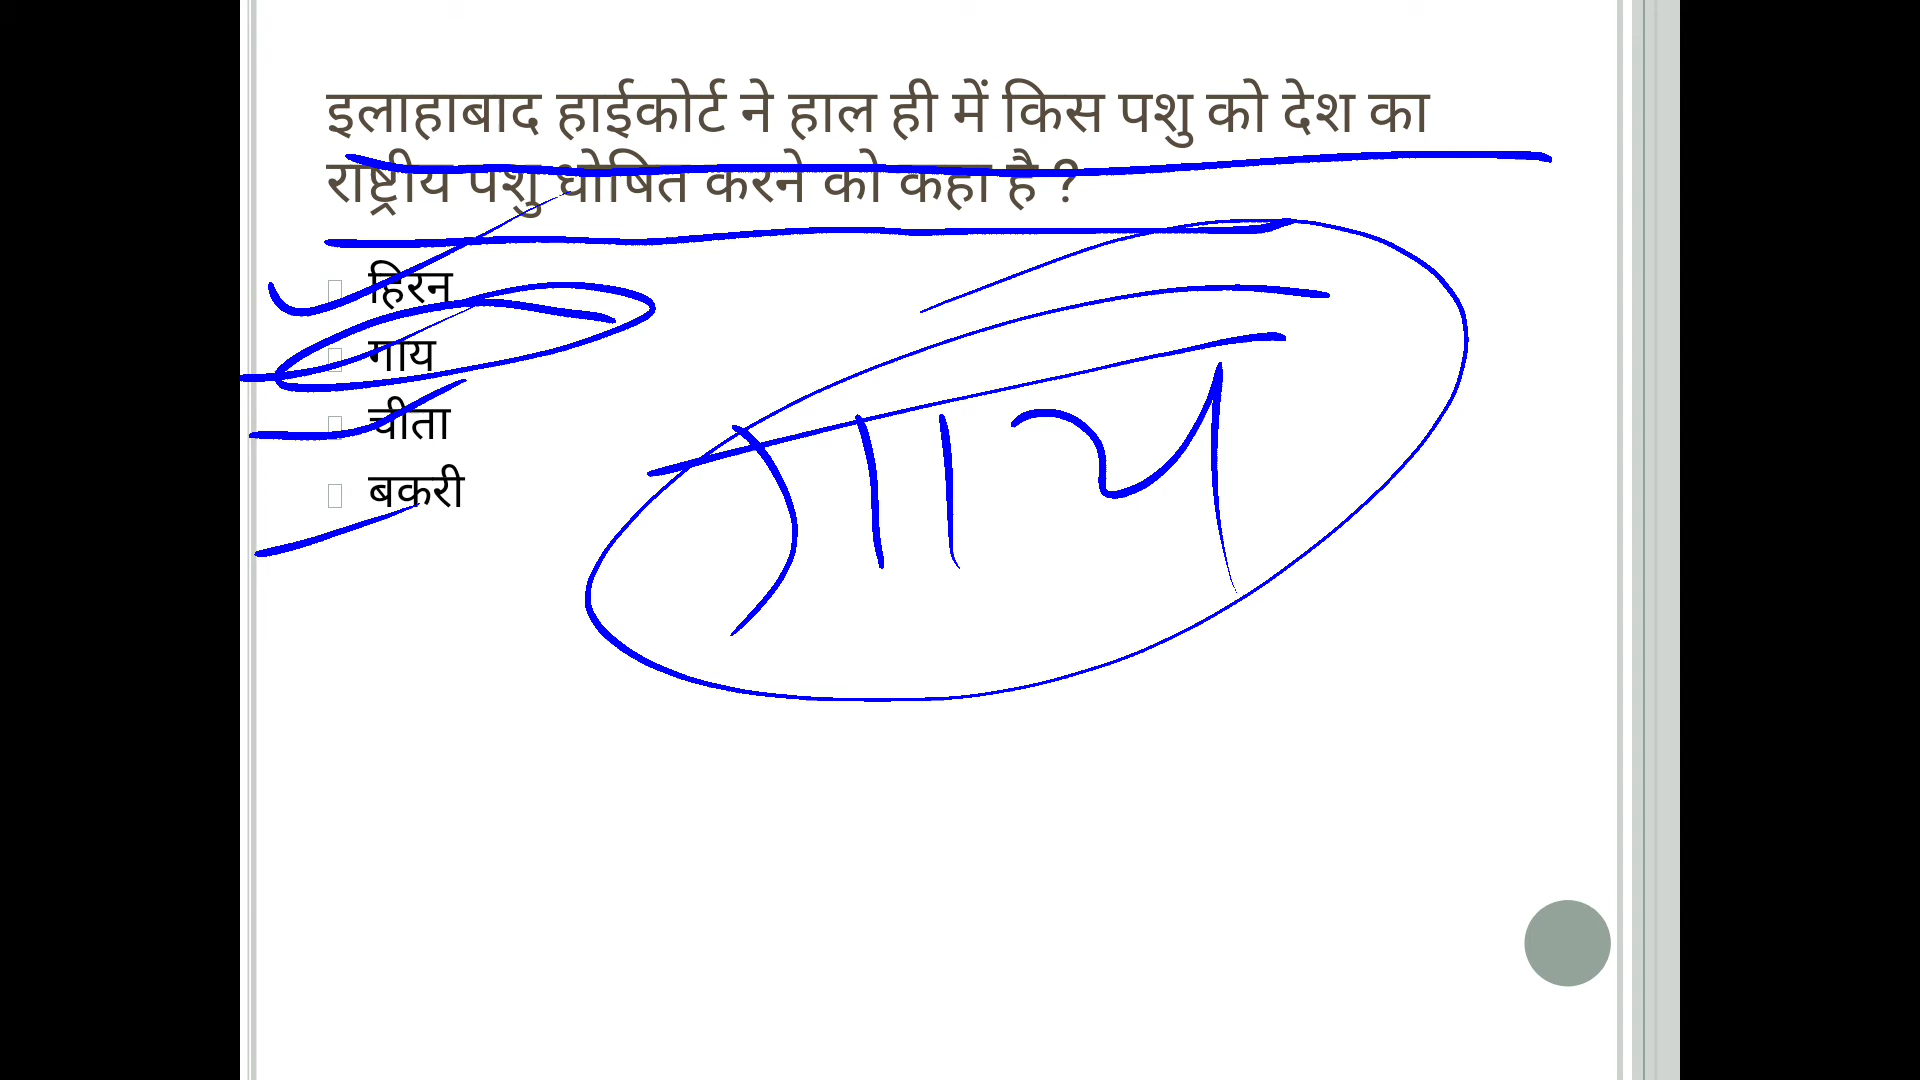 इलाहाबाद हाईकोर्ट ने हाल ही में किस पशु को देश का
राष्ट्रीय पशु घोषित करने को कहा है ?
हिरन
गाय
चीता
बकरी
गाय